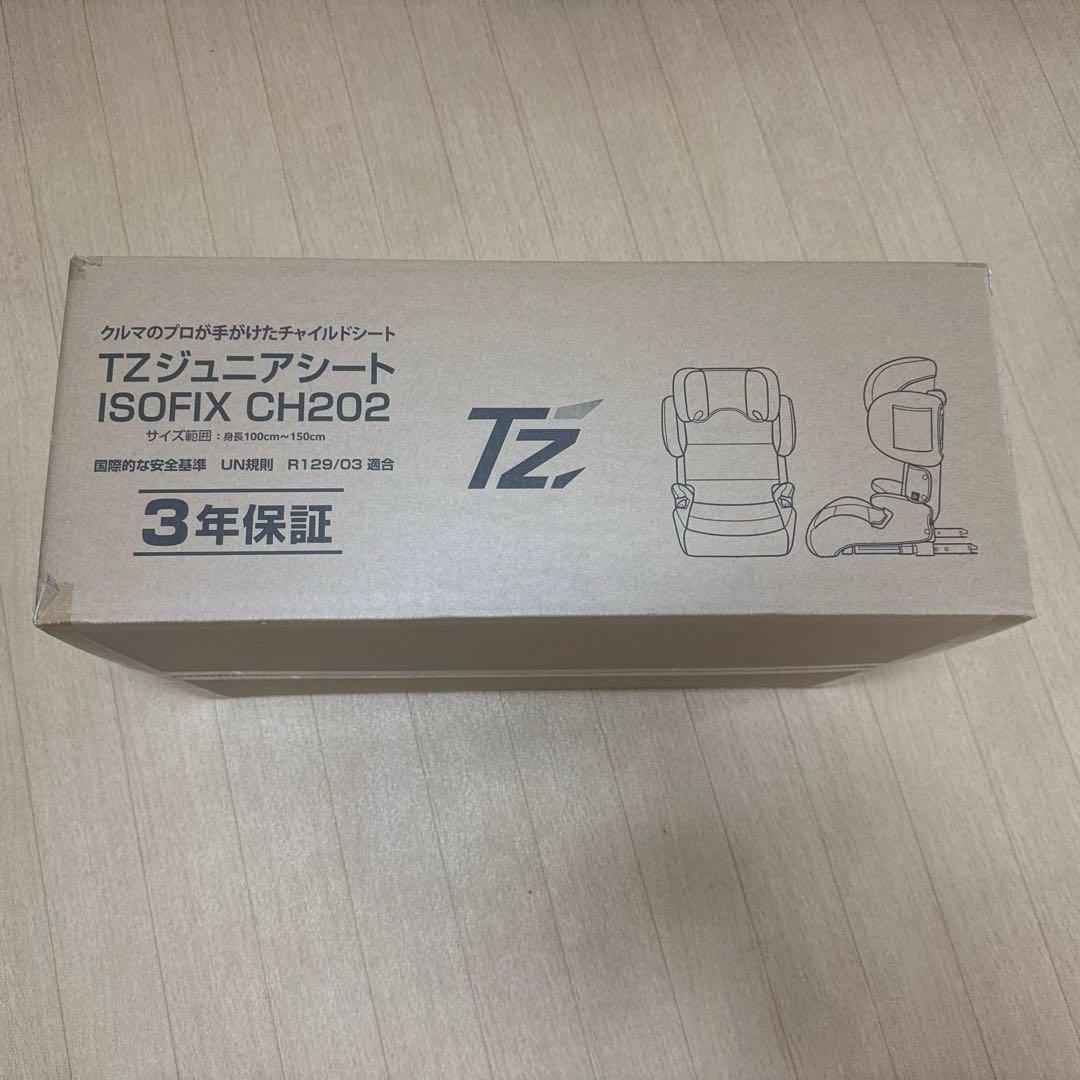 クルマのプロが手がけたチャイルドシート
TZジュニアシート
ISOFIX CH202
サイズ範囲：身長100cm〜150cm
国際的な安全基準 UN規則 R129/03 適合
3年保証
TZ